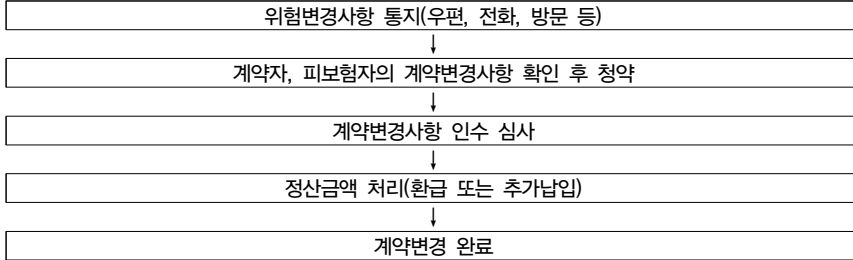 위험변경사항 통지(우편, 전화, 방문 등)
계약자, 피보험자의 계약변경사항 확인 후 청약
계약변경사항 인수 심사
정산금액 처리(환급 또는 추가납입)
계약변경 완료